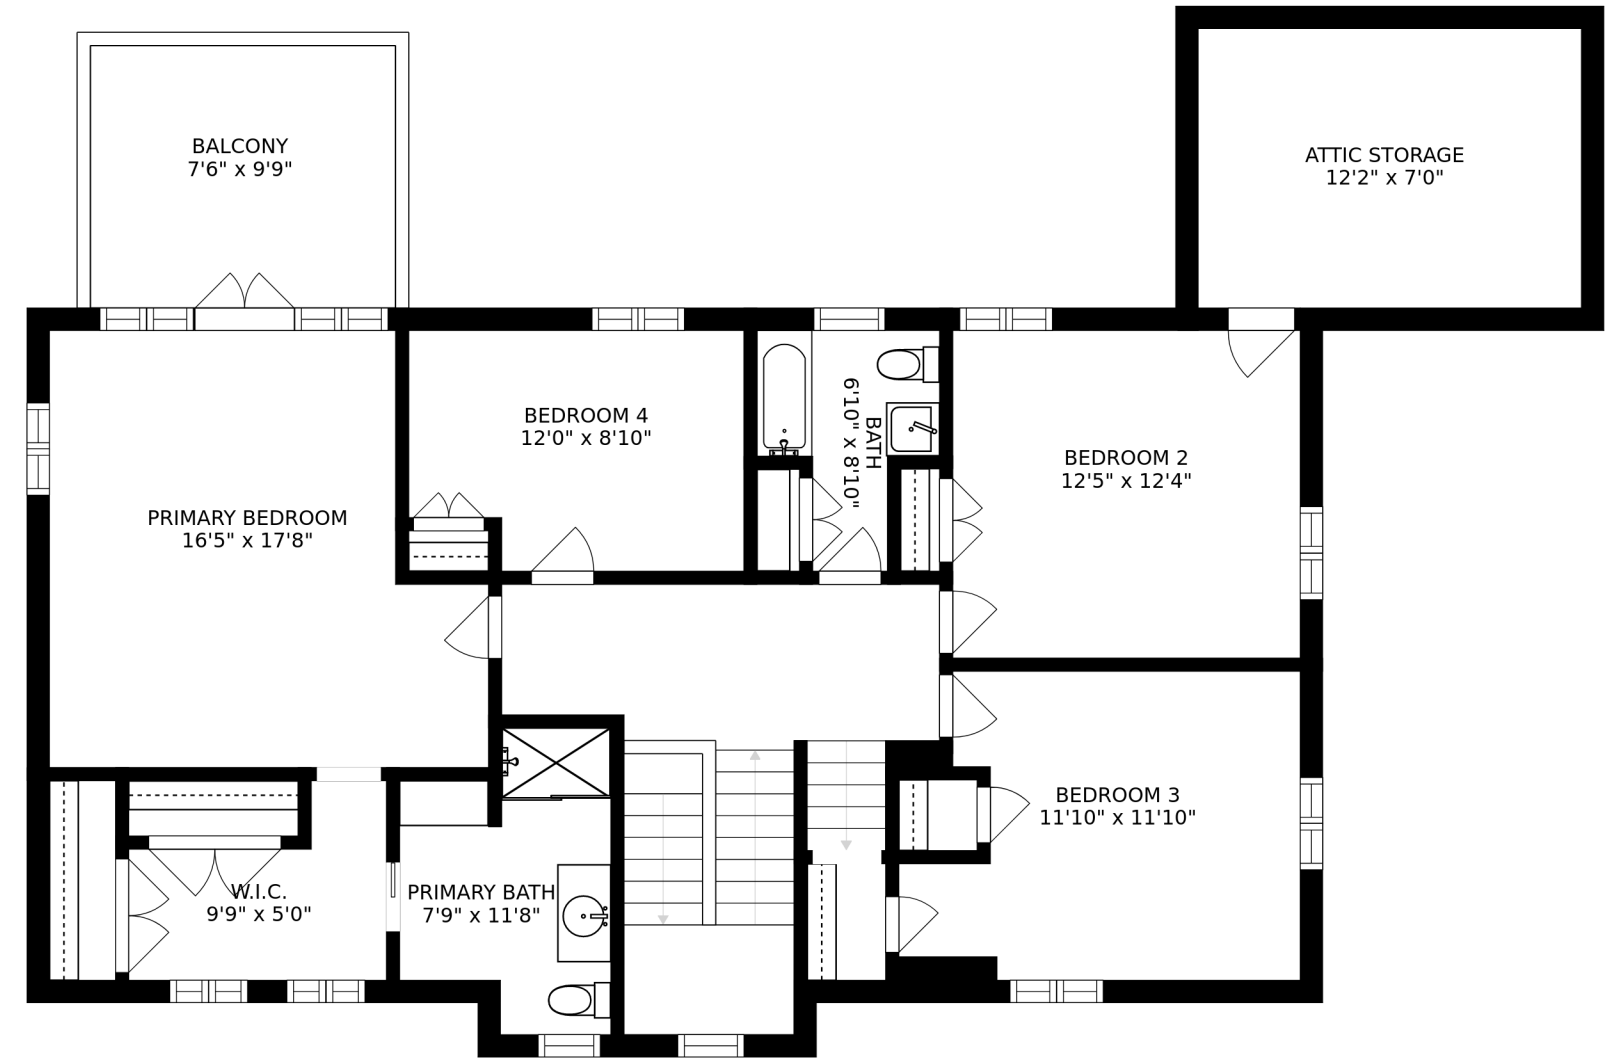 BALCONY
7'6" x 9'9"
ATTIC STORAGE
12'2" x 7'0"
BEDROOM 4
12'0" x 8'10"
BATH
6'10" x 8'10"
BEDROOM 2
12'5" x 12'4"
PRIMARY BEDROOM
16'5" x 17'8"
BEDROOM 3
11'10" x 11'10"
W.I.C.
9'9" x 5'0"
PRIMARY BATH
7'9" x 11'8"